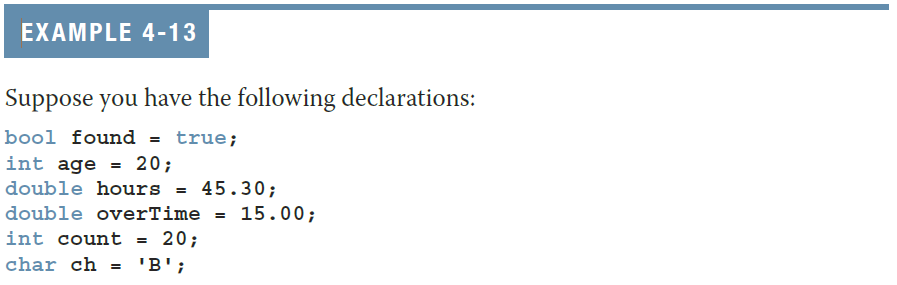 EXAMPLE 4-13
Suppose you have the following declarations:
bool found = true;
int age = 20;
double hours = 45.30;
double overTime = 15.00;
int count = 20;
char ch = 'B';